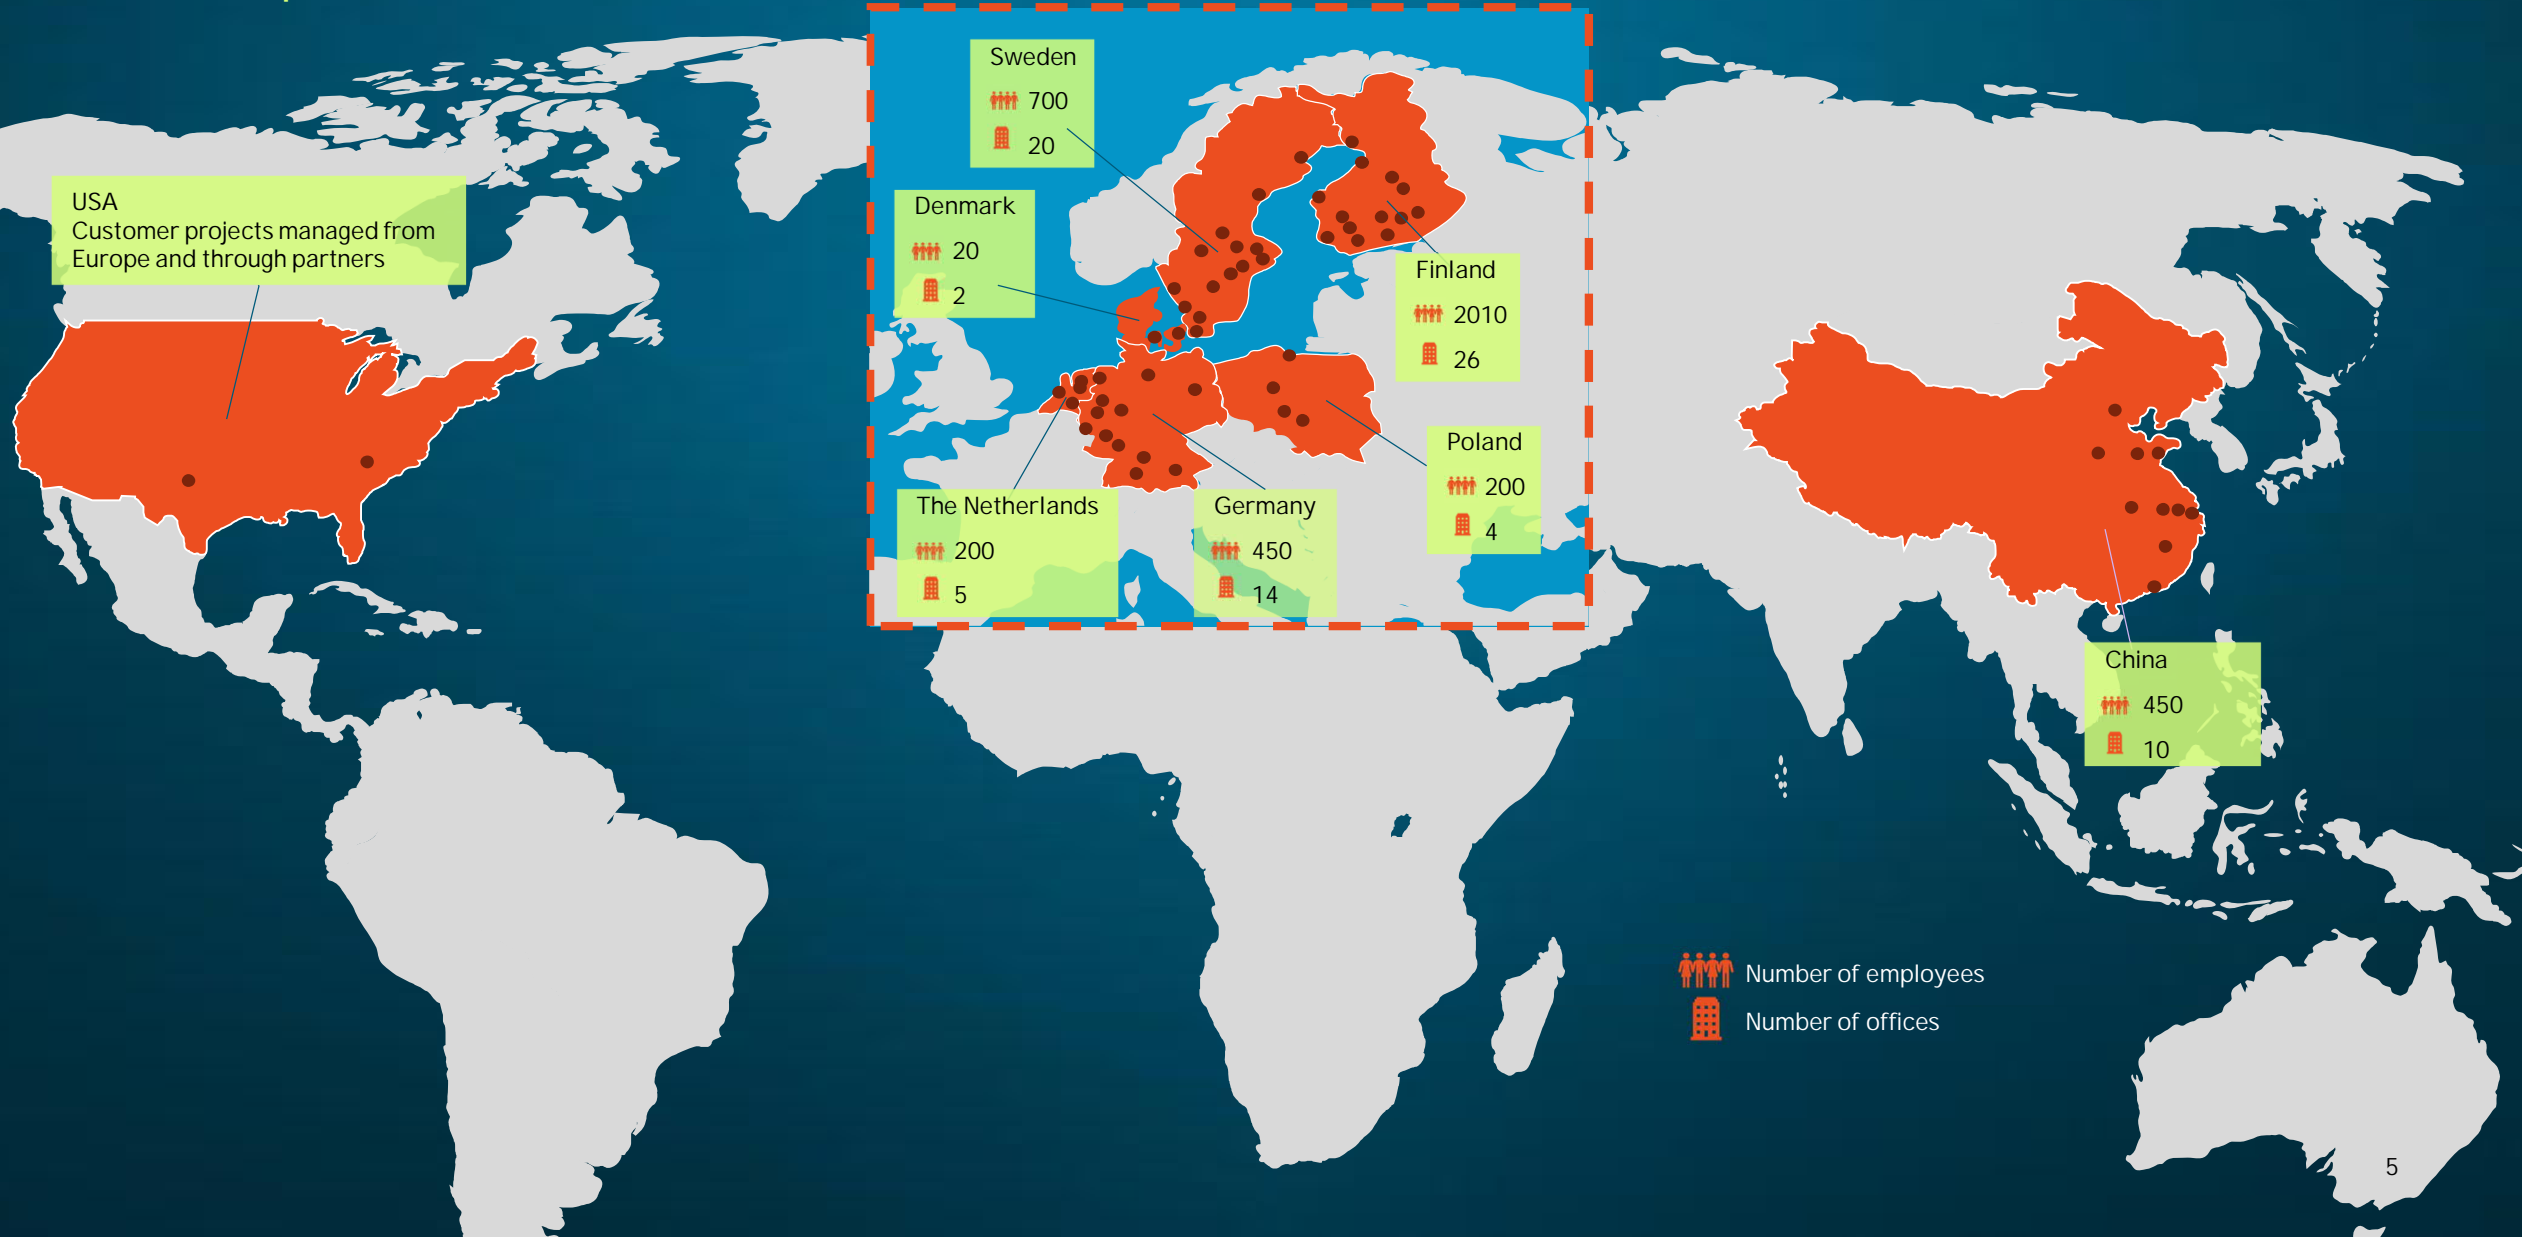 USA
Customer projects managed from
Europe and through partners
Sweden
700
20
Denmark
20
2
Finland
2010
26
Poland
200
4
The Netherlands
200
5
Germany
450
14
China
450
10
Number of employees
Number of offices
5